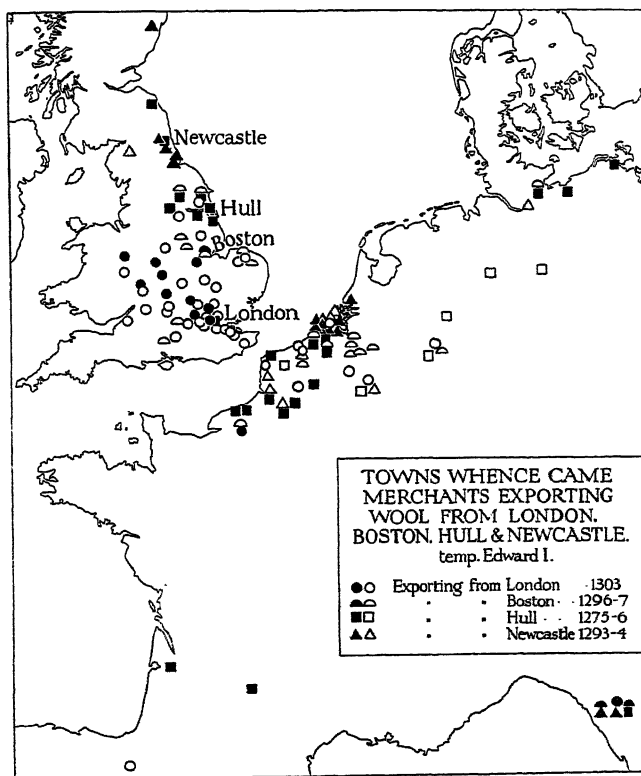 Newcastle
Hull
Boston
London
TOWNS WHENCE CAME
MERCHANTS EXPORTING
WOOL FROM LONDON.
BOSTON, HULL & NEWCASTLE.
temp. Edward I.
Exporting from London · 1303
" " Boston · · 1296-7
" " Hull · · 1275-6
" " Newcastle 1293-4